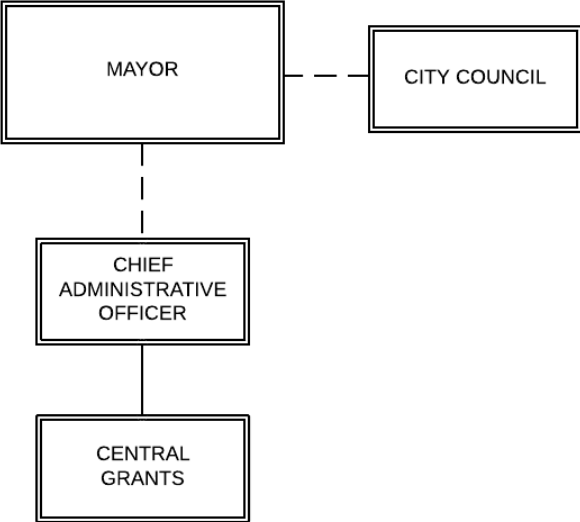 MAYOR
CITY COUNCIL
CHIEF
ADMINISTRATIVE
OFFICER
CENTRAL
GRANTS